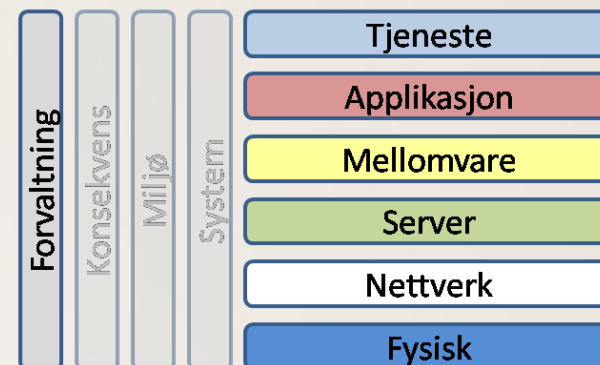 Forvaltning
Konsekvens
Miljø
System
Tjeneste
Applikasjon
Mellomvare
Server
Nettverk
Fysisk